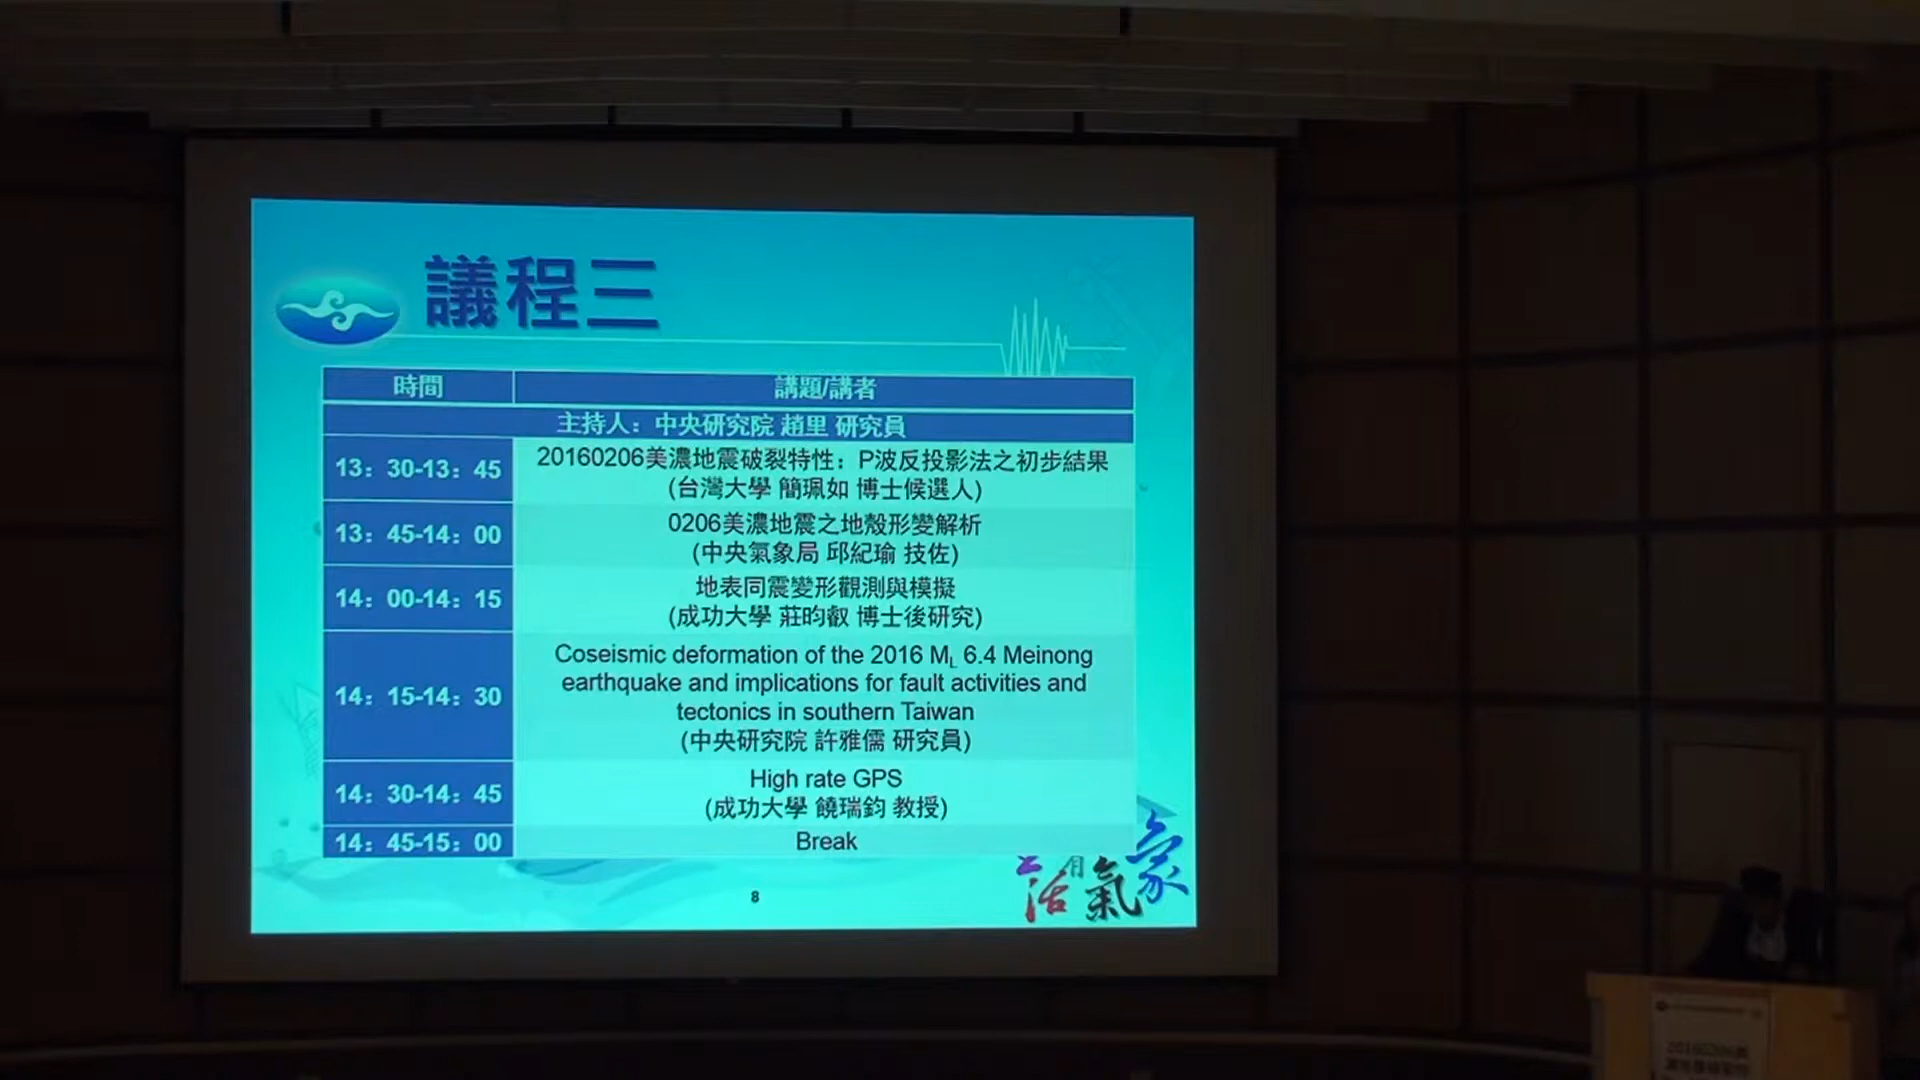 議程三
時間 講題/講者
主持人：中央研究院 趙里 研究員
13：30-13：45 20160206美濃地震破裂特性：P波反投影法之初步結果
(台灣大學 簡珮如 博士候選人)
13：45-14：00 0206美濃地震之地殼形變解析
(中央氣象局 邱紀瑜 技佐)
14：00-14：15 地表同震變形觀測與模擬
(成功大學 莊昀叡 博士後研究)
14：15-14：30 Coseismic deformation of the 2016 ML 6.4 Meinong
earthquake and implications for fault activities and
tectonics in southern Taiwan
(中央研究院 許雅儒 研究員)
14：30-14：45 High rate GPS
(成功大學 饒瑞鈞 教授)
14：45-15：00 Break
8
活氣象